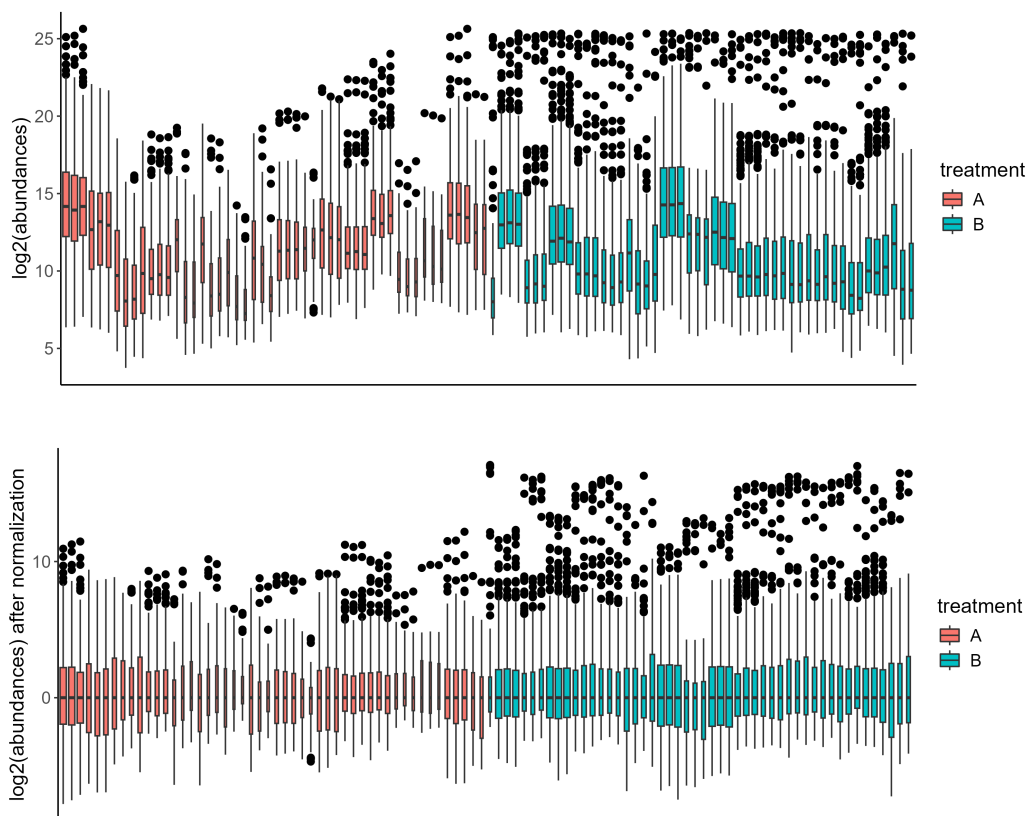 log2(abundances)
25
20
15
10
5
treatment
A
B
log2(abundances) after normalization
10
0
treatment
A
B